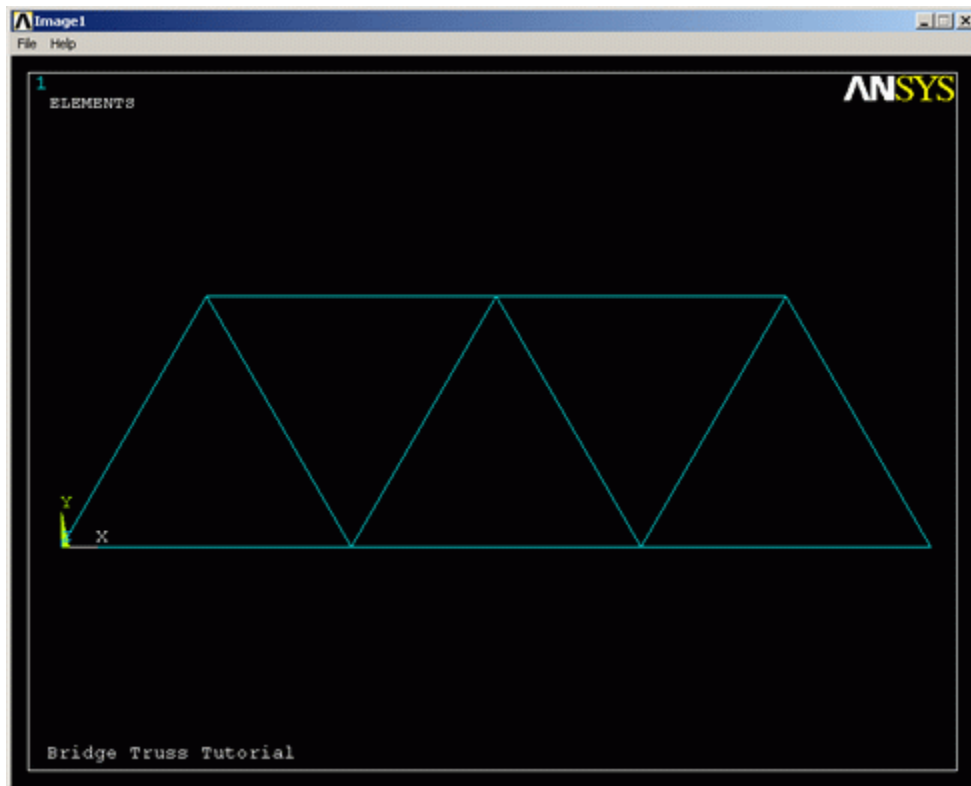 Image1
File Help
1
ELEMENTS
ANSYS
Y
X
Bridge Truss Tutorial